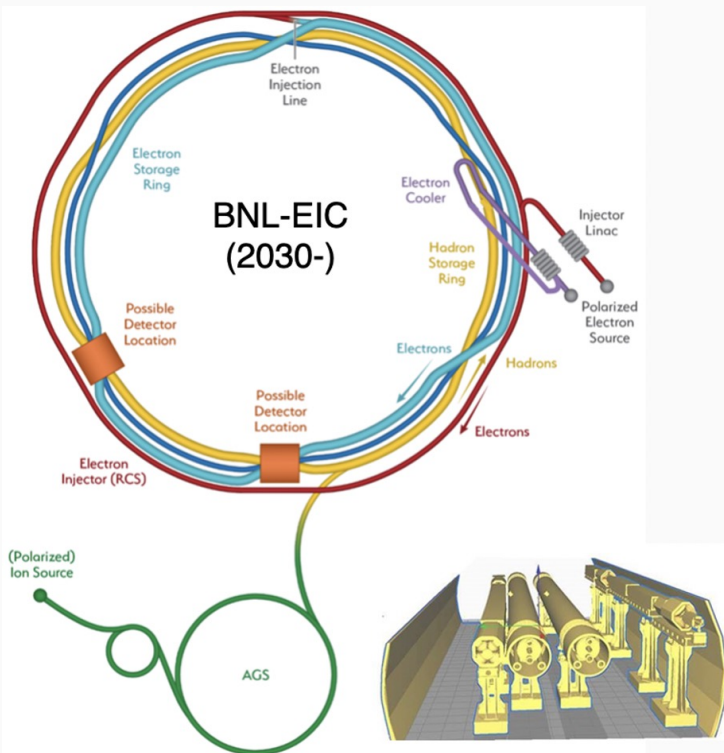 Electron
Injection
Line
Electron
Storage
Ring
BNL-EIC
(2030-)
Electron
Cooler
Injector
Linac
Hadron
Storage
Ring
Polarized
Electron
Source
Possible
Detector
Location
Electrons
Hadrons
Possible
Detector
Location
Electrons
Electron
Injector (RCS)
(Polarized)
Ion Source
AGS